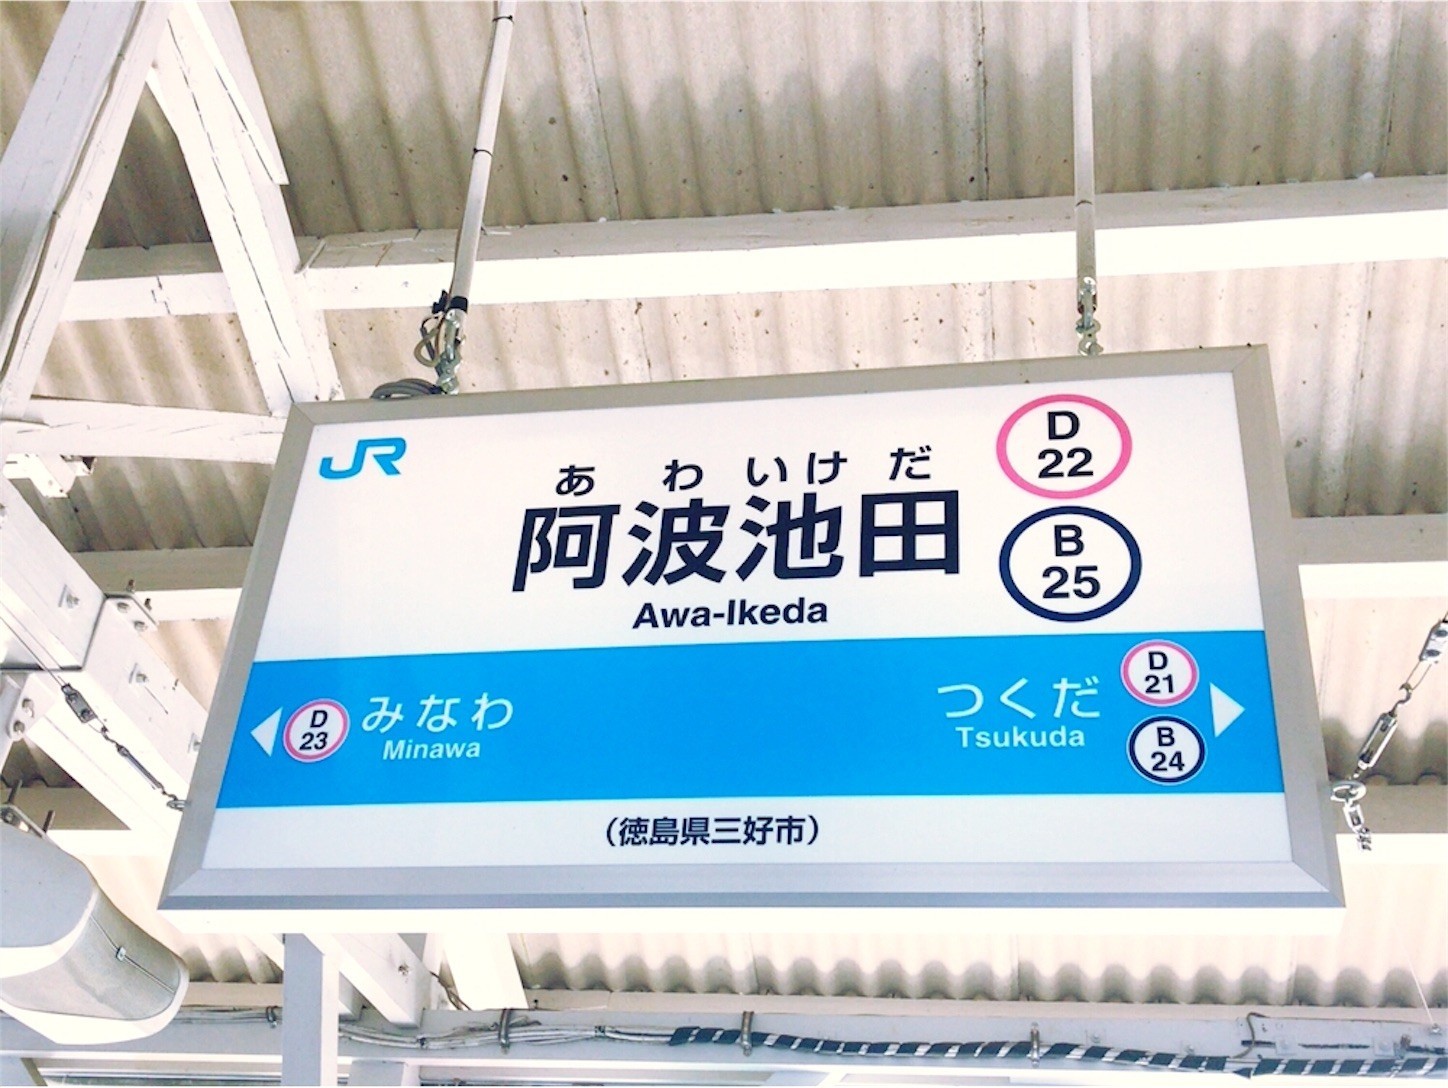 JR
あわいけだ
阿波池田
Awa-Ikeda
D
22
B
25
D
23
みなわ
Minawa
つくだ
Tsukuda
D
21
B
24
(徳島県三好市)